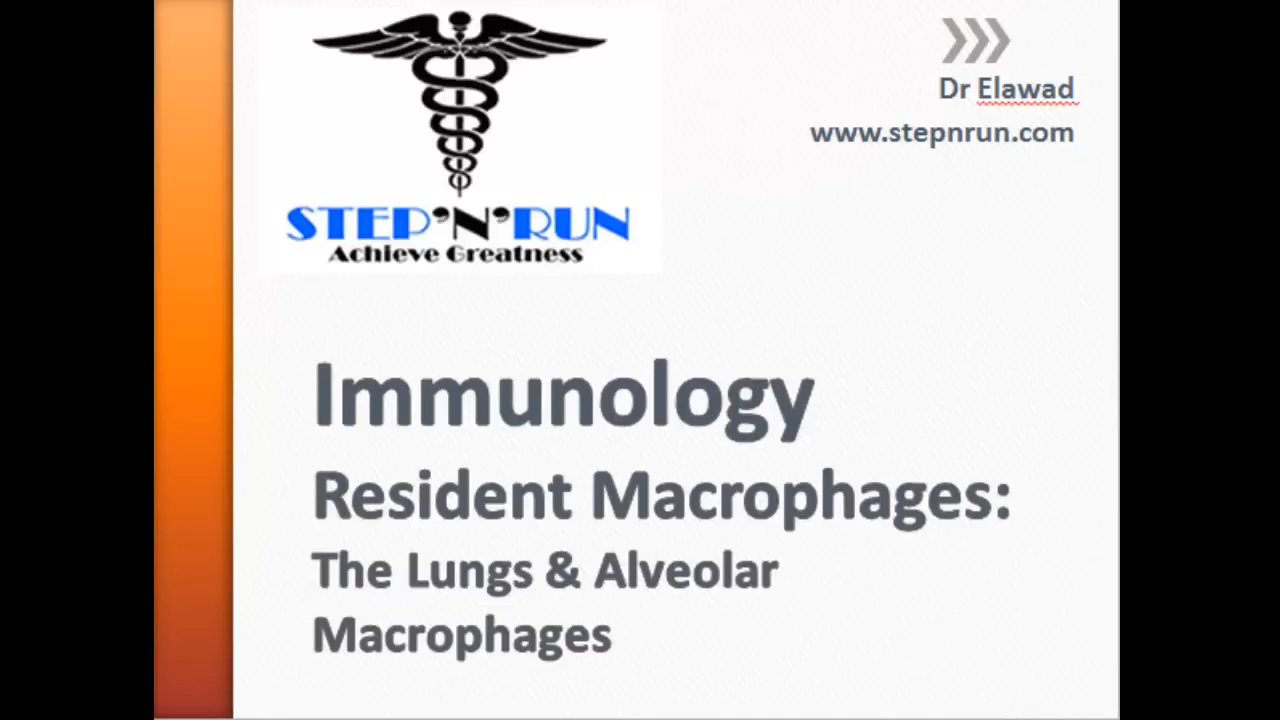 Dr Elawad
www.stepnrun.com
STEP'N'RUN
Achieve Greatness
Immunology
Resident Macrophages:
The Lungs & Alveolar
Macrophages